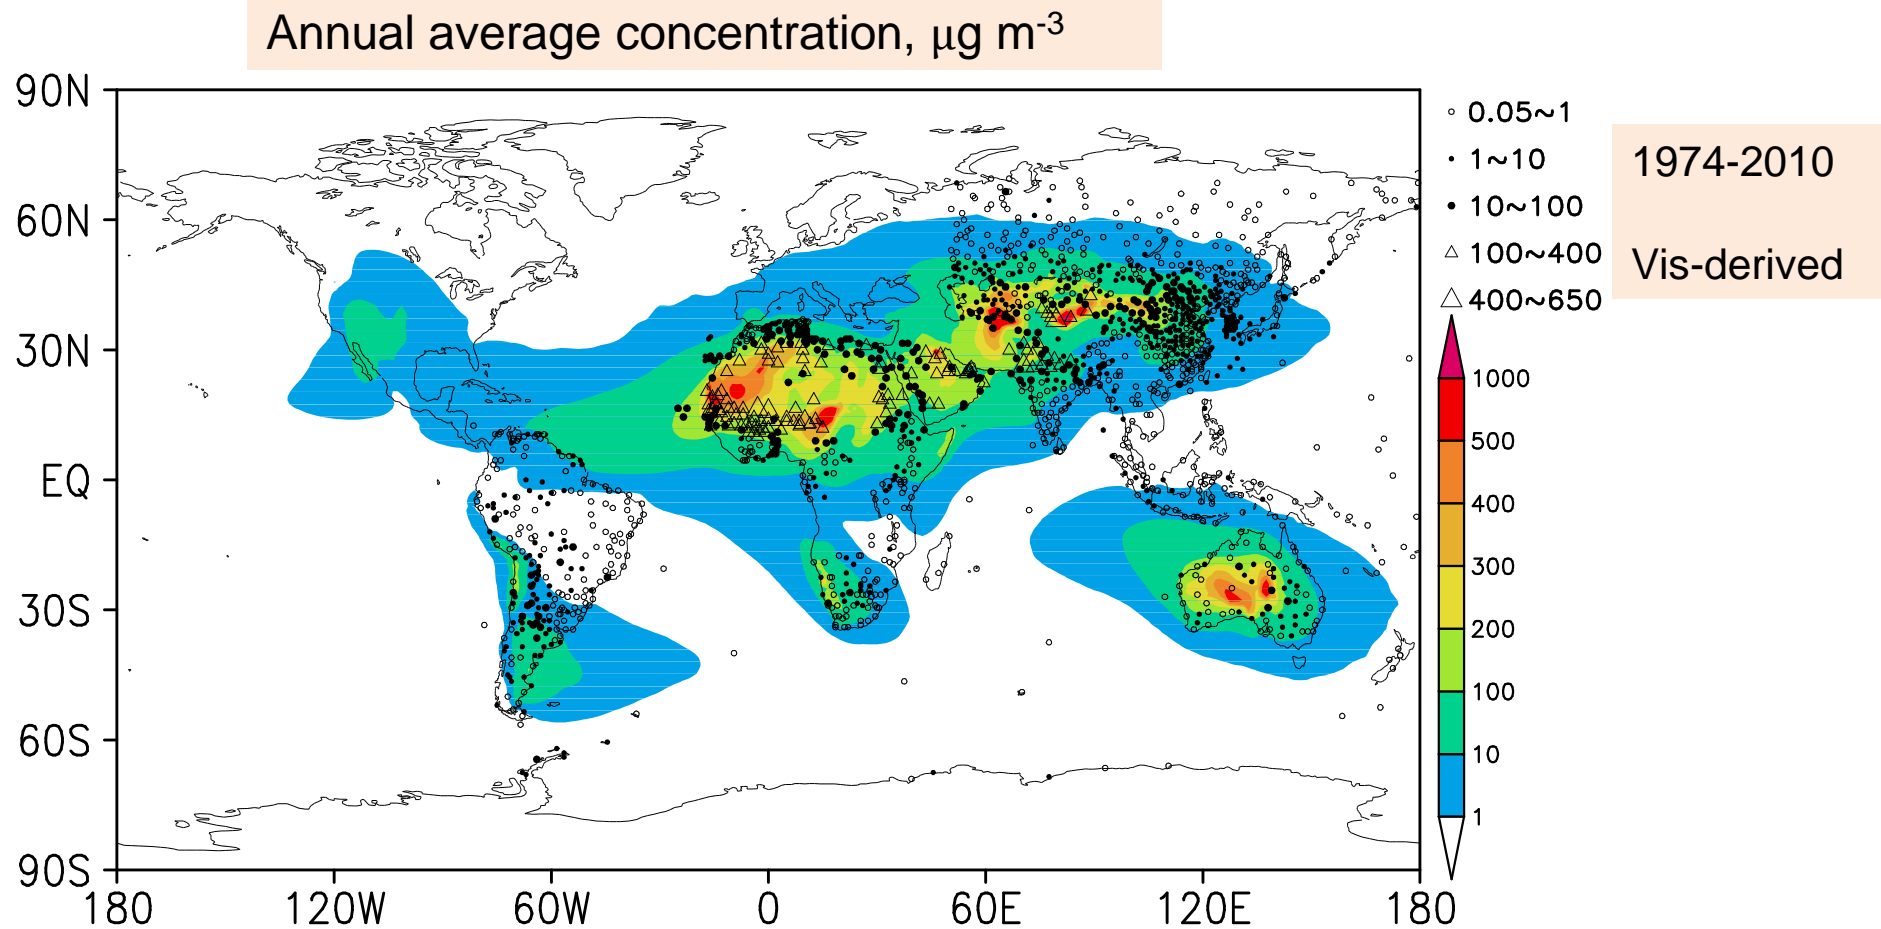 Annual average concentration, μg m-3
90N
60N
30N
EQ
30S
60S
90S
180
120W
60W
0
60E
120E
180
0.05~1
1~10
10~100
100~400
400~650
1000
500
400
300
200
100
10
1
1974-2010
Vis-derived